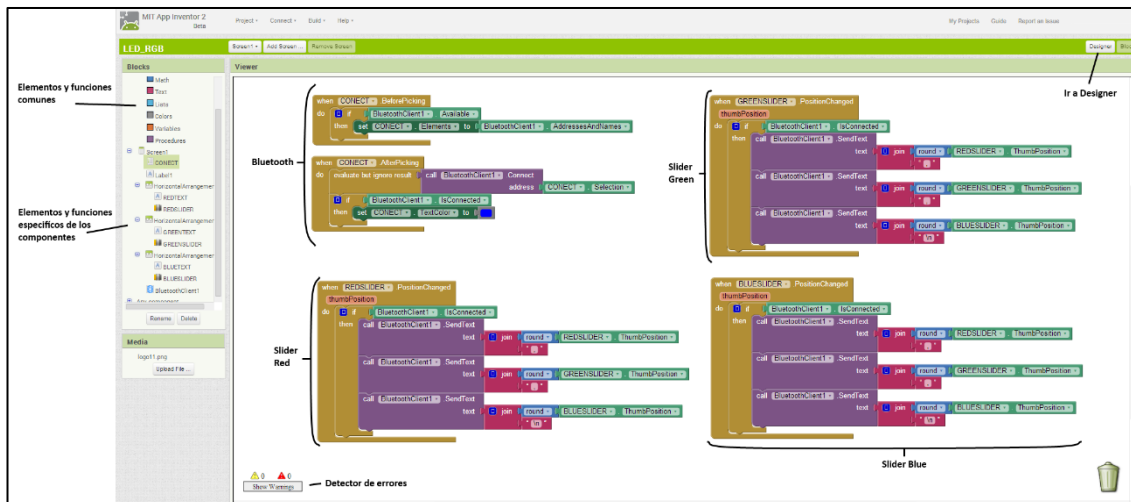 MIT App Inventor 2
Beta
Project Connect Build Help
My Projects Guide Report an Issue
LED_RGB
Screen1 Add Screen ... Remove Screen
Designer
Blocks
Viewer
Math
Text
Lists
Colors
Variables
Procedures
Screen1
CONECT
Label1
HorizontalArrangemer
REDTEXT
REDSLIDER
HorizontalArrangemer
GREENTEXT
GREENSLIDER
HorizontalArrangemer
BLUETEXT
BLUESLIDER
BluetoothClient1
Any component
Rename Delete
Media
logo11.png
Upload File ...
Elementos y funciones
comunes
Elementos y funciones
especificos de los
componentes
Ir a Designer
Bluetooth
when CONECT .BeforePicking
do if BluetoothClient1 . Available
then set CONECT . Elements to BluetoothClient1 . AddressesAndNames
when CONECT .AfterPicking
do evaluate but ignore result call BluetoothClient1 .Connect
address CONECT . Selection
if BluetoothClient1 . IsConnected
then set CONECT . TextColor to
Slider
Green
when GREENSLIDER .PositionChanged
thumbPosition
do if BluetoothClient1 . IsConnected
then call BluetoothClient1 .SendText
text join round REDSLIDER . ThumbPosition
call BluetoothClient1 .SendText
text join round GREENSLIDER . ThumbPosition
call BluetoothClient1 .SendText
text join round BLUESLIDER . ThumbPosition
" \n "
Slider
Red
when REDSLIDER .PositionChanged
thumbPosition
do if BluetoothClient1 . IsConnected
then call BluetoothClient1 .SendText
text join round REDSLIDER . ThumbPosition
call BluetoothClient1 .SendText
text join round GREENSLIDER . ThumbPosition
call BluetoothClient1 .SendText
text join round BLUESLIDER . ThumbPosition
" \n "
when BLUESLIDER .PositionChanged
thumbPosition
do if BluetoothClient1 . IsConnected
then call BluetoothClient1 .SendText
text join round REDSLIDER . ThumbPosition
call BluetoothClient1 .SendText
text join round GREENSLIDER . ThumbPosition
call BluetoothClient1 .SendText
text join round BLUESLIDER . ThumbPosition
" \n "
Slider Blue
0 0
Show Warnings
Detector de errores